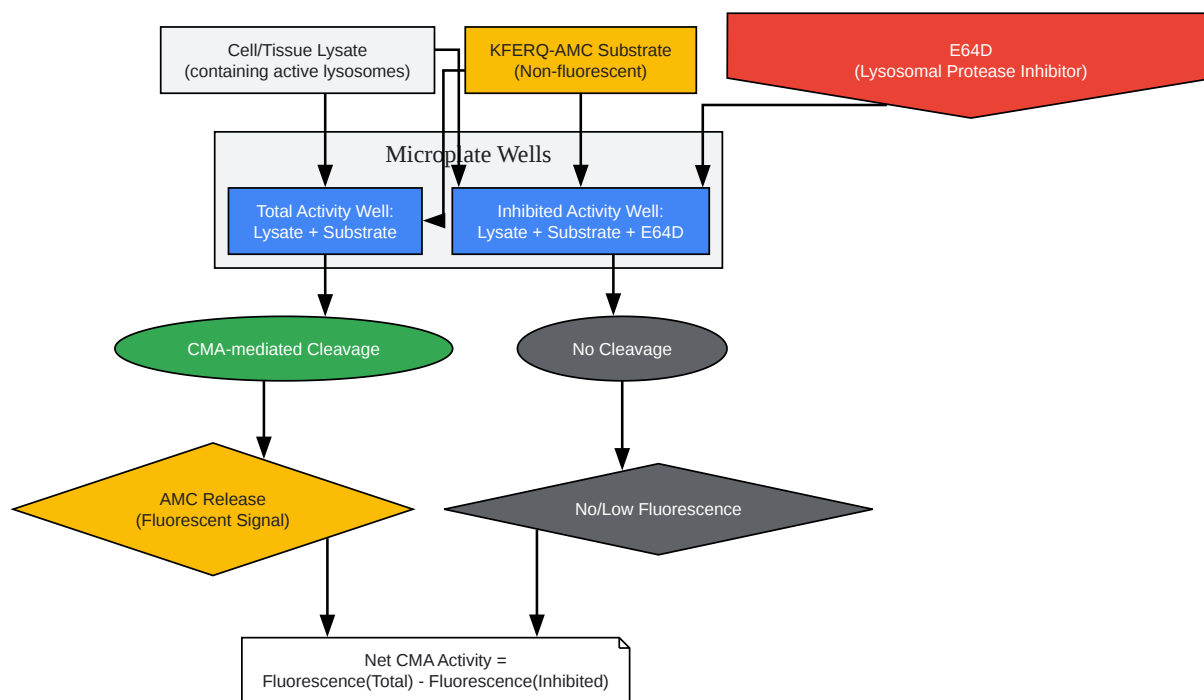 Cell/Tissue Lysate
(containing active lysosomes)
KFERQ-AMC Substrate
(Non-fluorescent)
E64D
(Lysosomal Protease Inhibitor)
Microplate Wells
Total Activity Well:
Lysate + Substrate
Inhibited Activity Well:
Lysate + Substrate + E64D
CMA-mediated Cleavage
No Cleavage
AMC Release
(Fluorescent Signal)
No/Low Fluorescence
Net CMA Activity =
Fluorescence(Total) - Fluorescence(Inhibited)